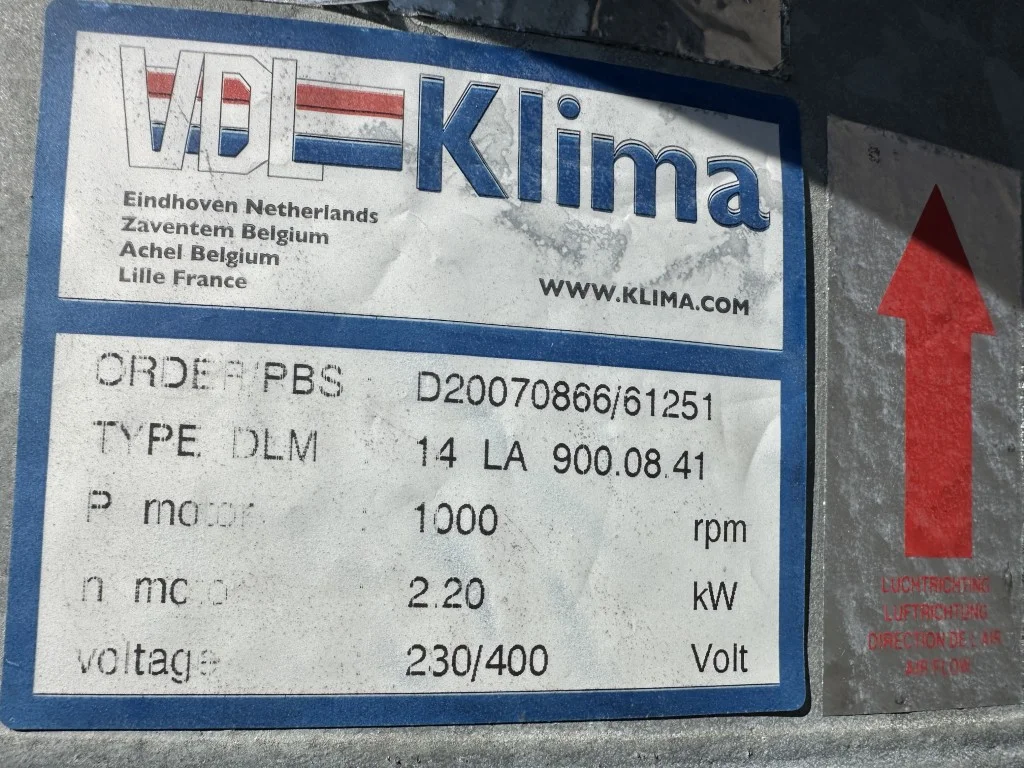 VDL Klima
Eindhoven Netherlands
Zaventem Belgium
Achel Belgium
Lille France
WWW.KLIMA.COM
ORDER/PBS D20070866/61251
TYPE DLM 14 LA 900.08.41
P motor 1000 rpm
n motor 2.20 kW
voltage 230/400 Volt
LUCHTRICHTING
LUFTRICHTUNG
DIRECTION DE L'AIR
AIR FLOW